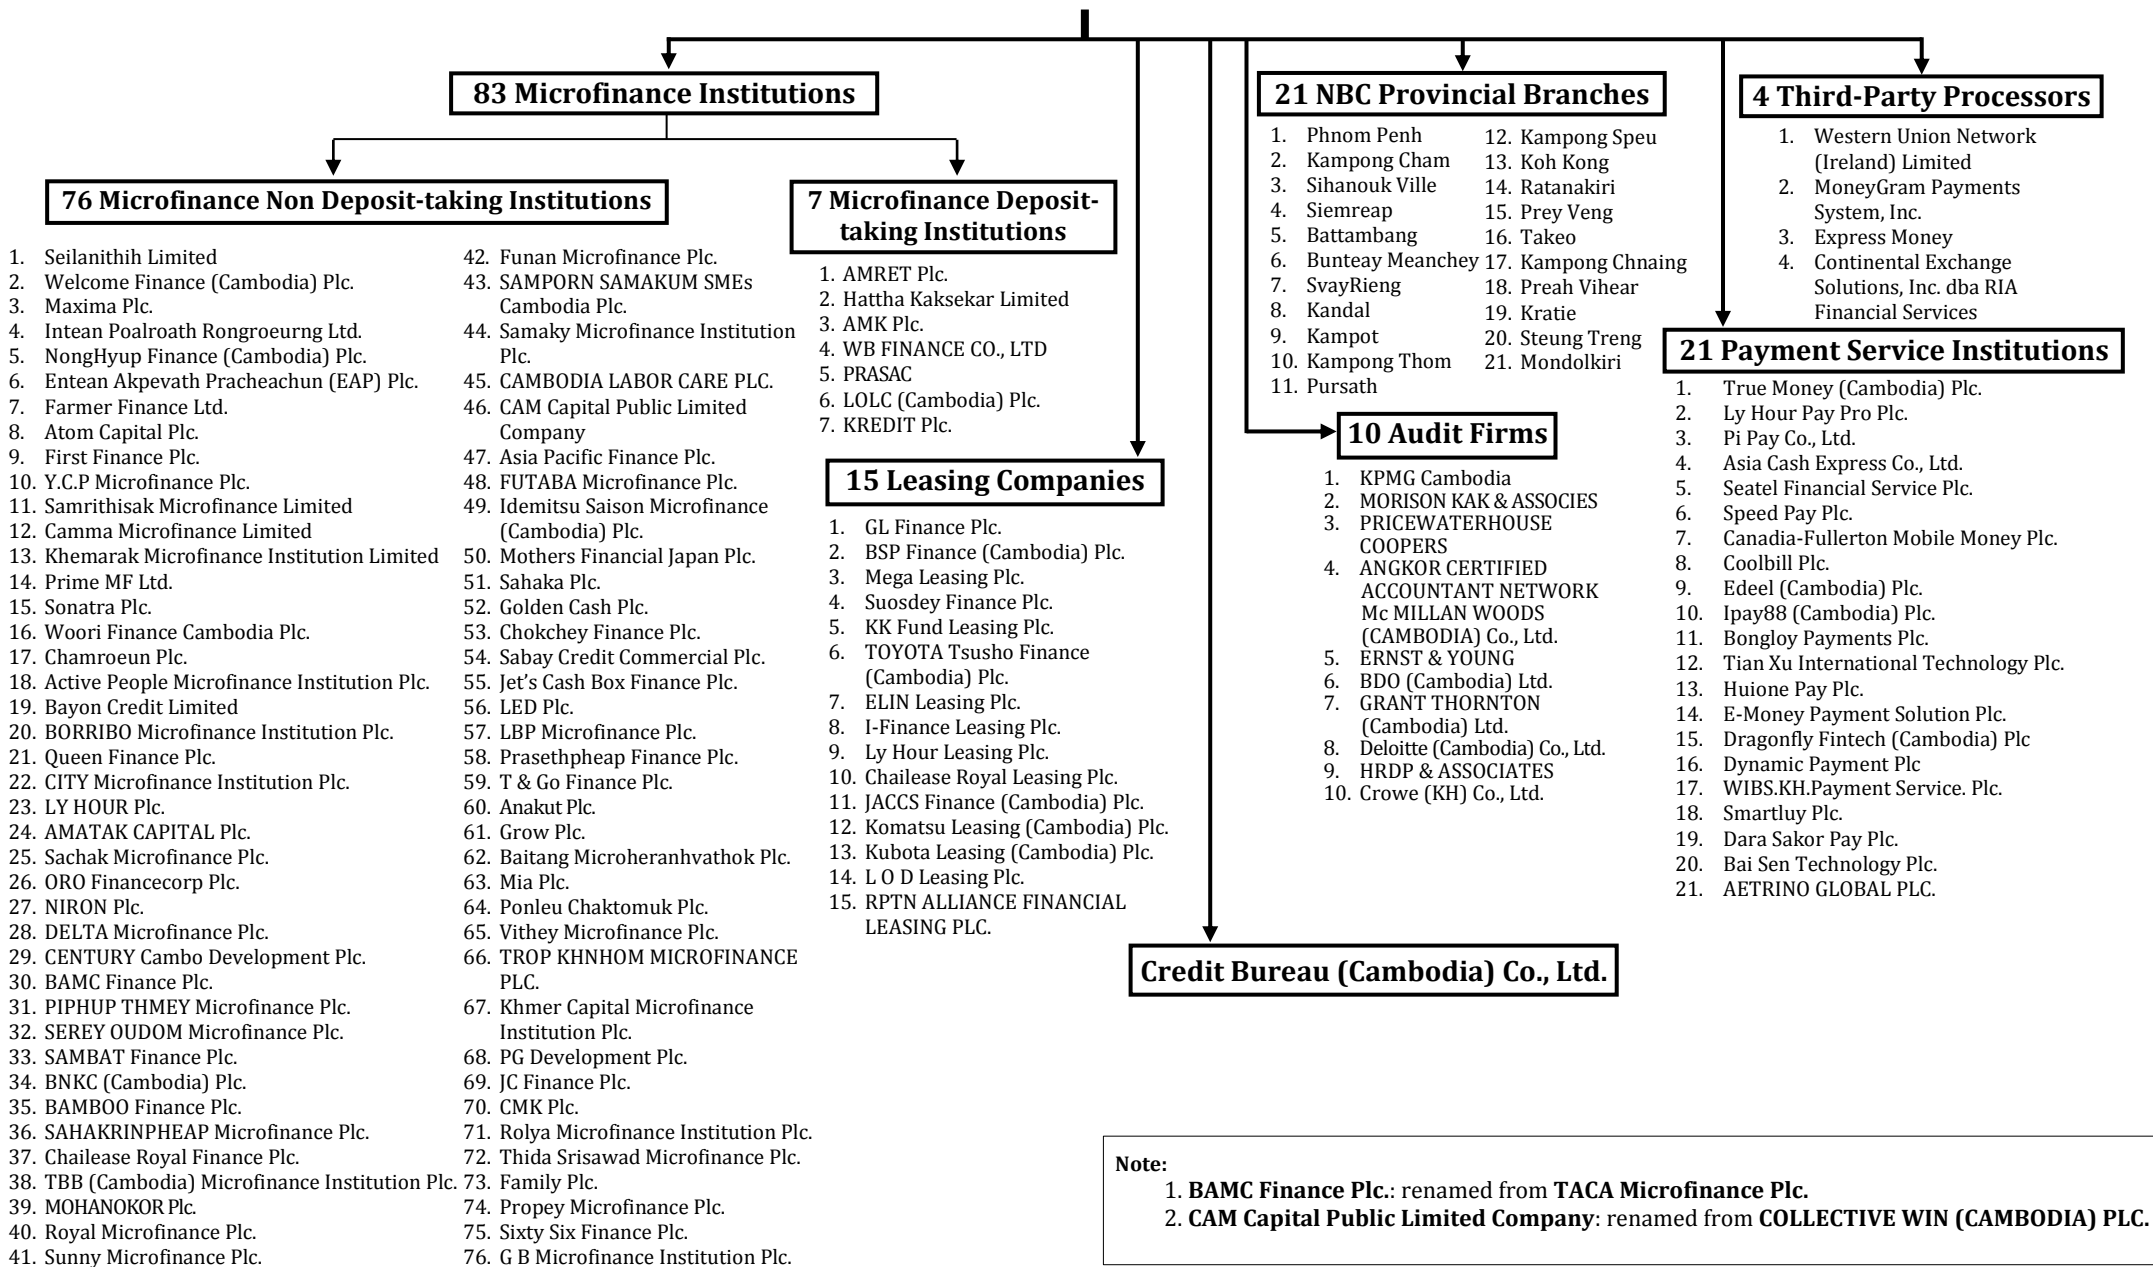 83 Microfinance Institutions
76 Microfinance Non Deposit-taking Institutions
1. Seilanithih Limited
2. Welcome Finance (Cambodia) Plc.
3. Maxima Plc.
4. Intean Poalroath Rongroeurng Ltd.
5. NongHyup Finance (Cambodia) Plc.
6. Entean Akpevath Pracheachun (EAP) Plc.
7. Farmer Finance Ltd.
8. Atom Capital Plc.
9. First Finance Plc.
10. Y.C.P Microfinance Plc.
11. Samrithisak Microfinance Limited
12. Camma Microfinance Limited
13. Khemarak Microfinance Institution Limited
14. Prime MF Ltd.
15. Sonatra Plc.
16. Woori Finance Cambodia Plc.
17. Chamroeun Plc.
18. Active People Microfinance Institution Plc.
19. Bayon Credit Limited
20. BORRIBO Microfinance Institution Plc.
21. Queen Finance Plc.
22. CITY Microfinance Institution Plc.
23. LY HOUR Plc.
24. AMATAK CAPITAL Plc.
25. Sachak Microfinance Plc.
26. ORO Financecorp Plc.
27. NIRON Plc.
28. DELTA Microfinance Plc.
29. CENTURY Cambo Development Plc.
30. BAMC Finance Plc.
31. PIPHUP THMEY Microfinance Plc.
32. SEREY OUDOM Microfinance Plc.
33. SAMBAT Finance Plc.
34. BNKC (Cambodia) Plc.
35. BAMBOO Finance Plc.
36. SAHAKRINPHEAP Microfinance Plc.
37. Chailease Royal Finance Plc.
38. TBB (Cambodia) Microfinance Institution Plc.
39. MOHANOKOR Plc.
40. Royal Microfinance Plc.
41. Sunny Microfinance Plc.
42. Funan Microfinance Plc.
43. SAMPORN SAMAKUM SMEs
Cambodia Plc.
44. Samaky Microfinance Institution
Plc.
45. CAMBODIA LABOR CARE PLC.
46. CAM Capital Public Limited
Company
47. Asia Pacific Finance Plc.
48. FUTABA Microfinance Plc.
49. Idemitsu Saison Microfinance
(Cambodia) Plc.
50. Mothers Financial Japan Plc.
51. Sahaka Plc.
52. Golden Cash Plc.
53. Chokchey Finance Plc.
54. Sabay Credit Commercial Plc.
55. Jet's Cash Box Finance Plc.
56. LED Plc.
57. LBP Microfinance Plc.
58. Prasethpheap Finance Plc.
59. T & Go Finance Plc.
60. Anakut Plc.
61. Grow Plc.
62. Baitang Microheranhvathok Plc.
63. Mia Plc.
64. Ponleu Chaktomuk Plc.
65. Vithey Microfinance Plc.
66. TROP KHNHOM MICROFINANCE
PLC.
67. Khmer Capital Microfinance
Institution Plc.
68. PG Development Plc.
69. JC Finance Plc.
70. CMK Plc.
71. Rolya Microfinance Institution Plc.
72. Thida Srisawad Microfinance Plc.
73. Family Plc.
74. Propey Microfinance Plc.
75. Sixty Six Finance Plc.
76. G B Microfinance Institution Plc.
7 Microfinance Deposit-
taking Institutions
1. AMRET Plc.
2. Hattha Kaksekar Limited
3. AMK Plc.
4. WB FINANCE CO., LTD
5. PRASAC
6. LOLC (Cambodia) Plc.
7. KREDIT Plc.
15 Leasing Companies
1. GL Finance Plc.
2. BSP Finance (Cambodia) Plc.
3. Mega Leasing Plc.
4. Suosdey Finance Plc.
5. KK Fund Leasing Plc.
6. TOYOTA Tsusho Finance
(Cambodia) Plc.
7. ELIN Leasing Plc.
8. I-Finance Leasing Plc.
9. Ly Hour Leasing Plc.
10. Chailease Royal Leasing Plc.
11. JACCS Finance (Cambodia) Plc.
12. Komatsu Leasing (Cambodia) Plc.
13. Kubota Leasing (Cambodia) Plc.
14. L O D Leasing Plc.
15. RPTN ALLIANCE FINANCIAL
LEASING PLC.
Credit Bureau (Cambodia) Co., Ltd.
21 NBC Provincial Branches
1. Phnom Penh
2. Kampong Cham
3. Sihanouk Ville
4. Siemreap
5. Battambang
6. Bunteay Meanchey
7. SvayRieng
8. Kandal
9. Kampot
10. Kampong Thom
11. Pursath
12. Kampong Speu
13. Koh Kong
14. Ratanakiri
15. Prey Veng
16. Takeo
17. Kampong Chnaing
18. Preah Vihear
19. Kratie
20. Steung Treng
21. Mondolkiri
10 Audit Firms
1. KPMG Cambodia
2. MORISON KAK & ASSOCIES
3. PRICEWATERHOUSE
COOPERS
4. ANGKOR CERTIFIED
ACCOUNTANT NETWORK
Mc MILLAN WOODS
(CAMBODIA) Co., Ltd.
5. ERNST & YOUNG
6. BDO (Cambodia) Ltd.
7. GRANT THORNTON
(Cambodia) Ltd.
8. Deloitte (Cambodia) Co., Ltd.
9. HRDP & ASSOCIATES
10. Crowe (KH) Co., Ltd.
4 Third-Party Processors
1. Western Union Network
(Ireland) Limited
2. MoneyGram Payments
System, Inc.
3. Express Money
4. Continental Exchange
Solutions, Inc. dba RIA
Financial Services
21 Payment Service Institutions
1. True Money (Cambodia) Plc.
2. Ly Hour Pay Pro Plc.
3. Pi Pay Co., Ltd.
4. Asia Cash Express Co., Ltd.
5. Seatel Financial Service Plc.
6. Speed Pay Plc.
7. Canadia-Fullerton Mobile Money Plc.
8. Coolbill Plc.
9. Edeel (Cambodia) Plc.
10. Ipay88 (Cambodia) Plc.
11. Bongloy Payments Plc.
12. Tian Xu International Technology Plc.
13. Huione Pay Plc.
14. E-Money Payment Solution Plc.
15. Dragonfly Fintech (Cambodia) Plc
16. Dynamic Payment Plc
17. WIBS.KH.Payment Service. Plc.
18. Smartluy Plc.
19. Dara Sakor Pay Plc.
20. Bai Sen Technology Plc.
21. AETRINO GLOBAL PLC.
Note:
1. BAMC Finance Plc.: renamed from TACA Microfinance Plc.
2. CAM Capital Public Limited Company: renamed from COLLECTIVE WIN (CAMBODIA) PLC.